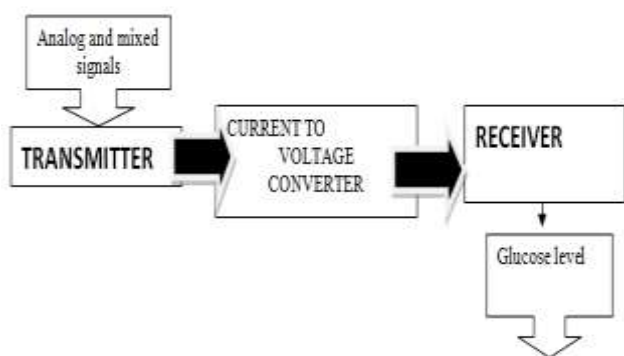 Analog and mixed
signals
TRANSMITTER
CURRENT TO
VOLTAGE
CONVERTER
RECEIVER
Glucose level